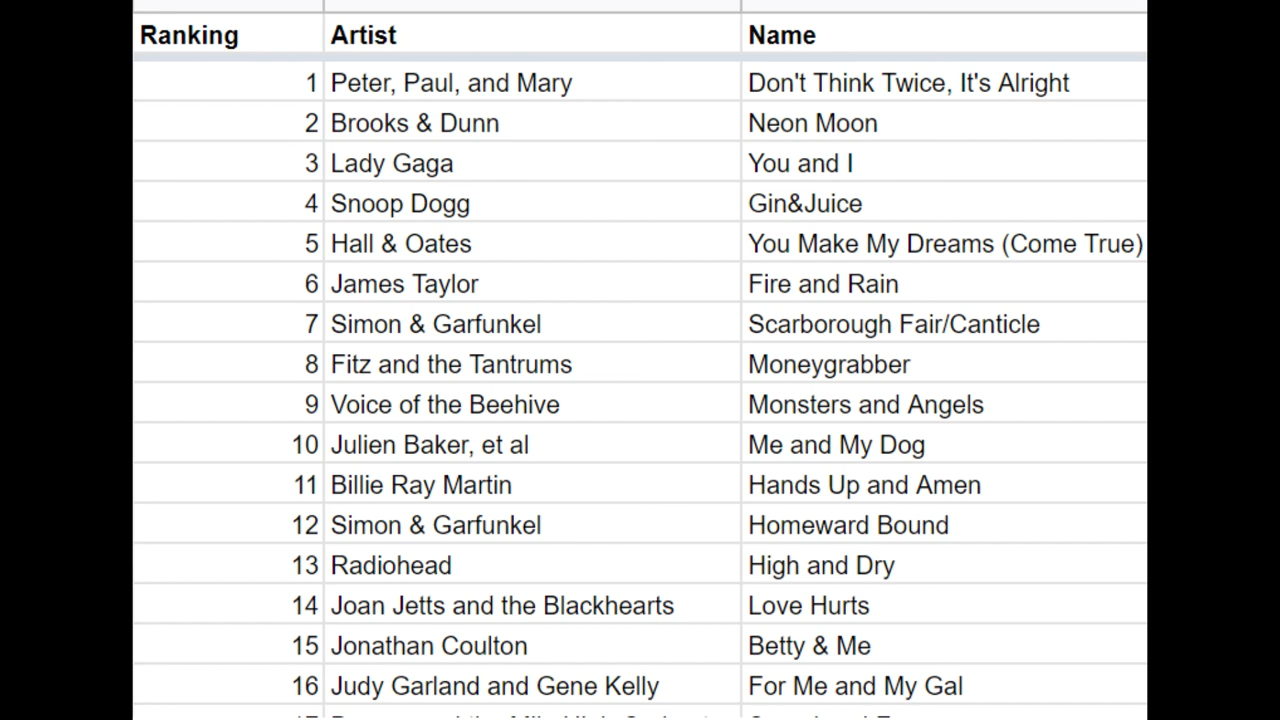 Ranking Artist Name
1 Peter, Paul, and Mary Don't Think Twice, It's Alright
2 Brooks & Dunn Neon Moon
3 Lady Gaga You and I
4 Snoop Dogg Gin&Juice
5 Hall & Oates You Make My Dreams (Come True)
6 James Taylor Fire and Rain
7 Simon & Garfunkel Scarborough Fair/Canticle
8 Fitz and the Tantrums Moneygrabber
9 Voice of the Beehive Monsters and Angels
10 Julien Baker, et al Me and My Dog
11 Billie Ray Martin Hands Up and Amen
12 Simon & Garfunkel Homeward Bound
13 Radiohead High and Dry
14 Joan Jetts and the Blackhearts Love Hurts
15 Jonathan Coulton Betty & Me
16 Judy Garland and Gene Kelly For Me and My Gal